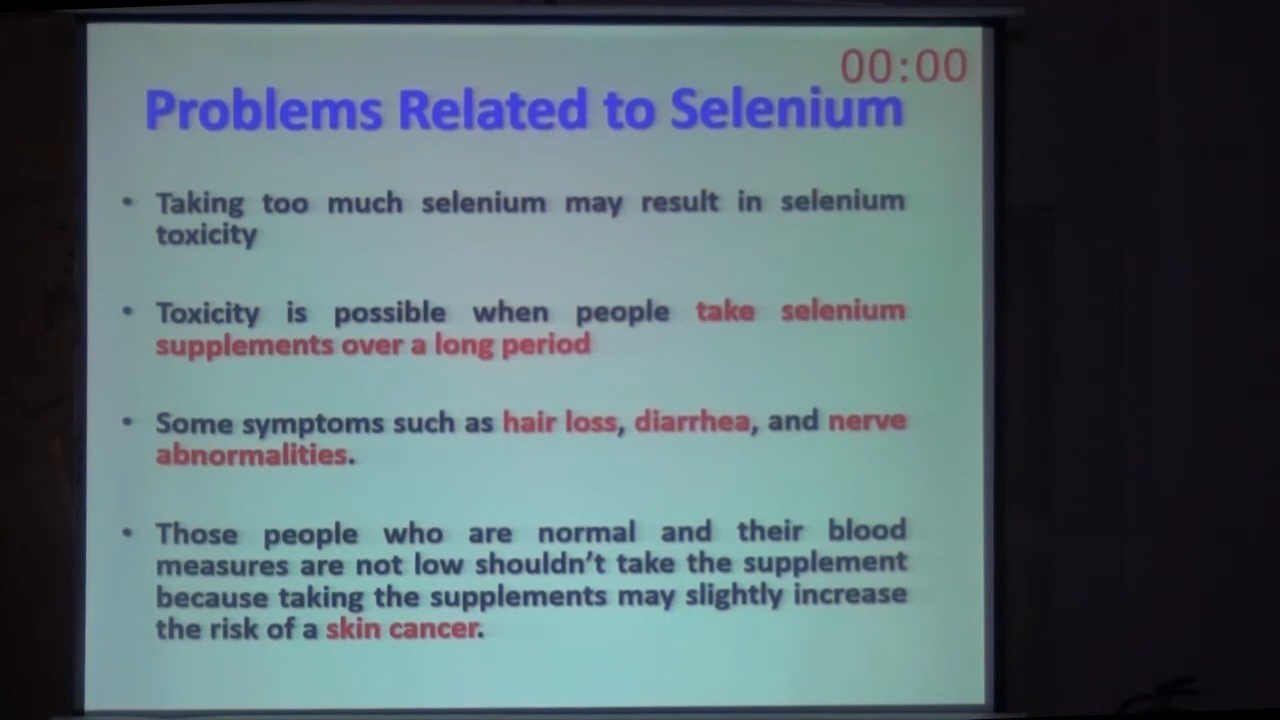 00:00
Problems Related to Selenium
• Taking too much selenium may result in selenium
toxicity
• Toxicity is possible when people take selenium
supplements over a long period
• Some symptoms such as hair loss, diarrhea, and nerve
abnormalities.
• Those people who are normal and their blood
measures are not low shouldn't take the supplement
because taking the supplements may slightly increase
the risk of a skin cancer.